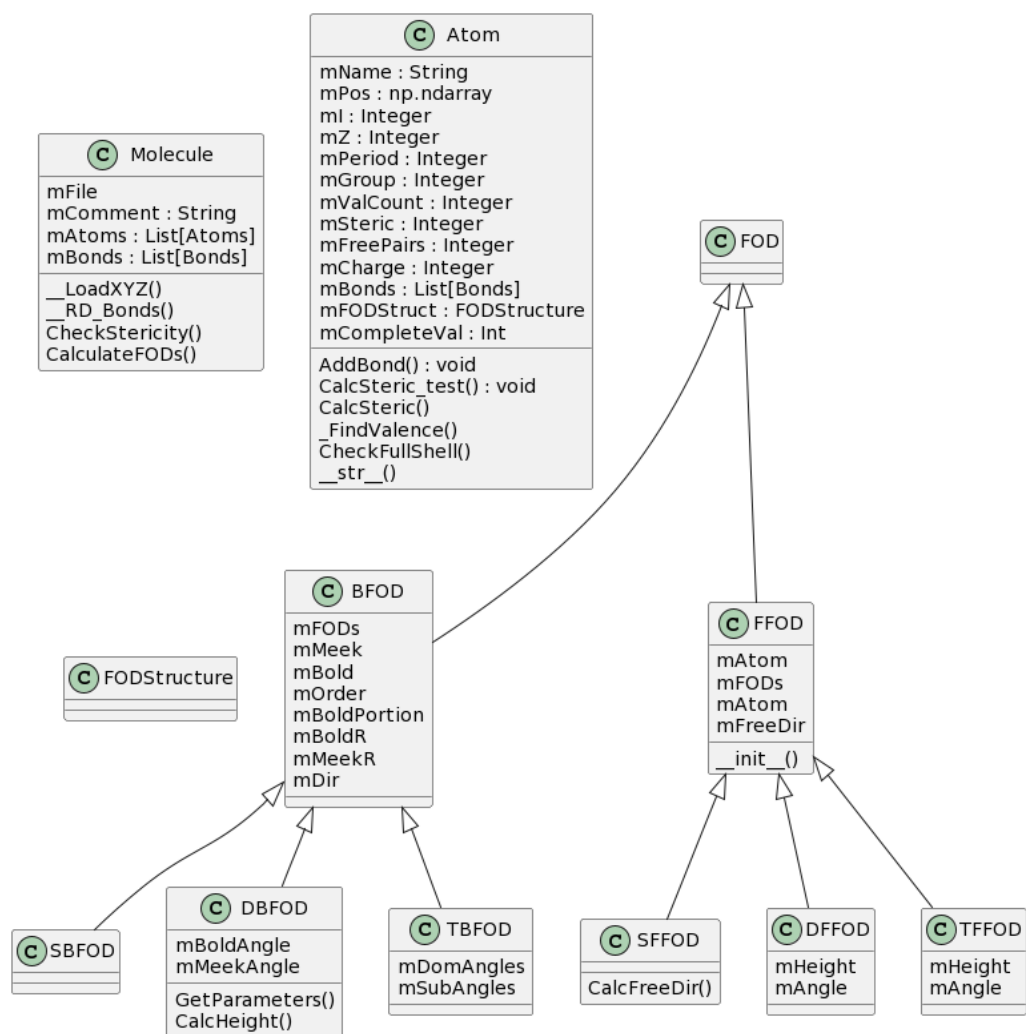 C Atom
mName : String
mPos : np.ndarray
mI : Integer
mZ : Integer
mPeriod : Integer
mGroup : Integer
mValCount : Integer
mSteric : Integer
mFreePairs : Integer
mCharge : Integer
mBonds : List[Bonds]
mFODStruct : FODStructure
mCompleteVal : Int
AddBond() : void
CalcSteric_test() : void
CalcSteric()
_FindValence()
CheckFullShell()
__str__()
C Molecule
mFile
mComment : String
mAtoms : List[Atoms]
mBonds : List[Bonds]
__LoadXYZ()
__RD_Bonds()
CheckStericity()
CalculateFODs()
C FOD
C BFOD
mFODs
mMeek
mBold
mOrder
mBoldPortion
mBoldR
mMeekR
mDir
C FFOD
mAtom
mFODs
mAtom
mFreeDir
__init__()
C FODStructure
C SBFOD
C DBFOD
mBoldAngle
mMeekAngle
GetParameters()
CalcHeight()
C TBFOD
mDomAngles
mSubAngles
C SFFOD
CalcFreeDir()
C DFFOD
mHeight
mAngle
C TFFOD
mHeight
mAngle